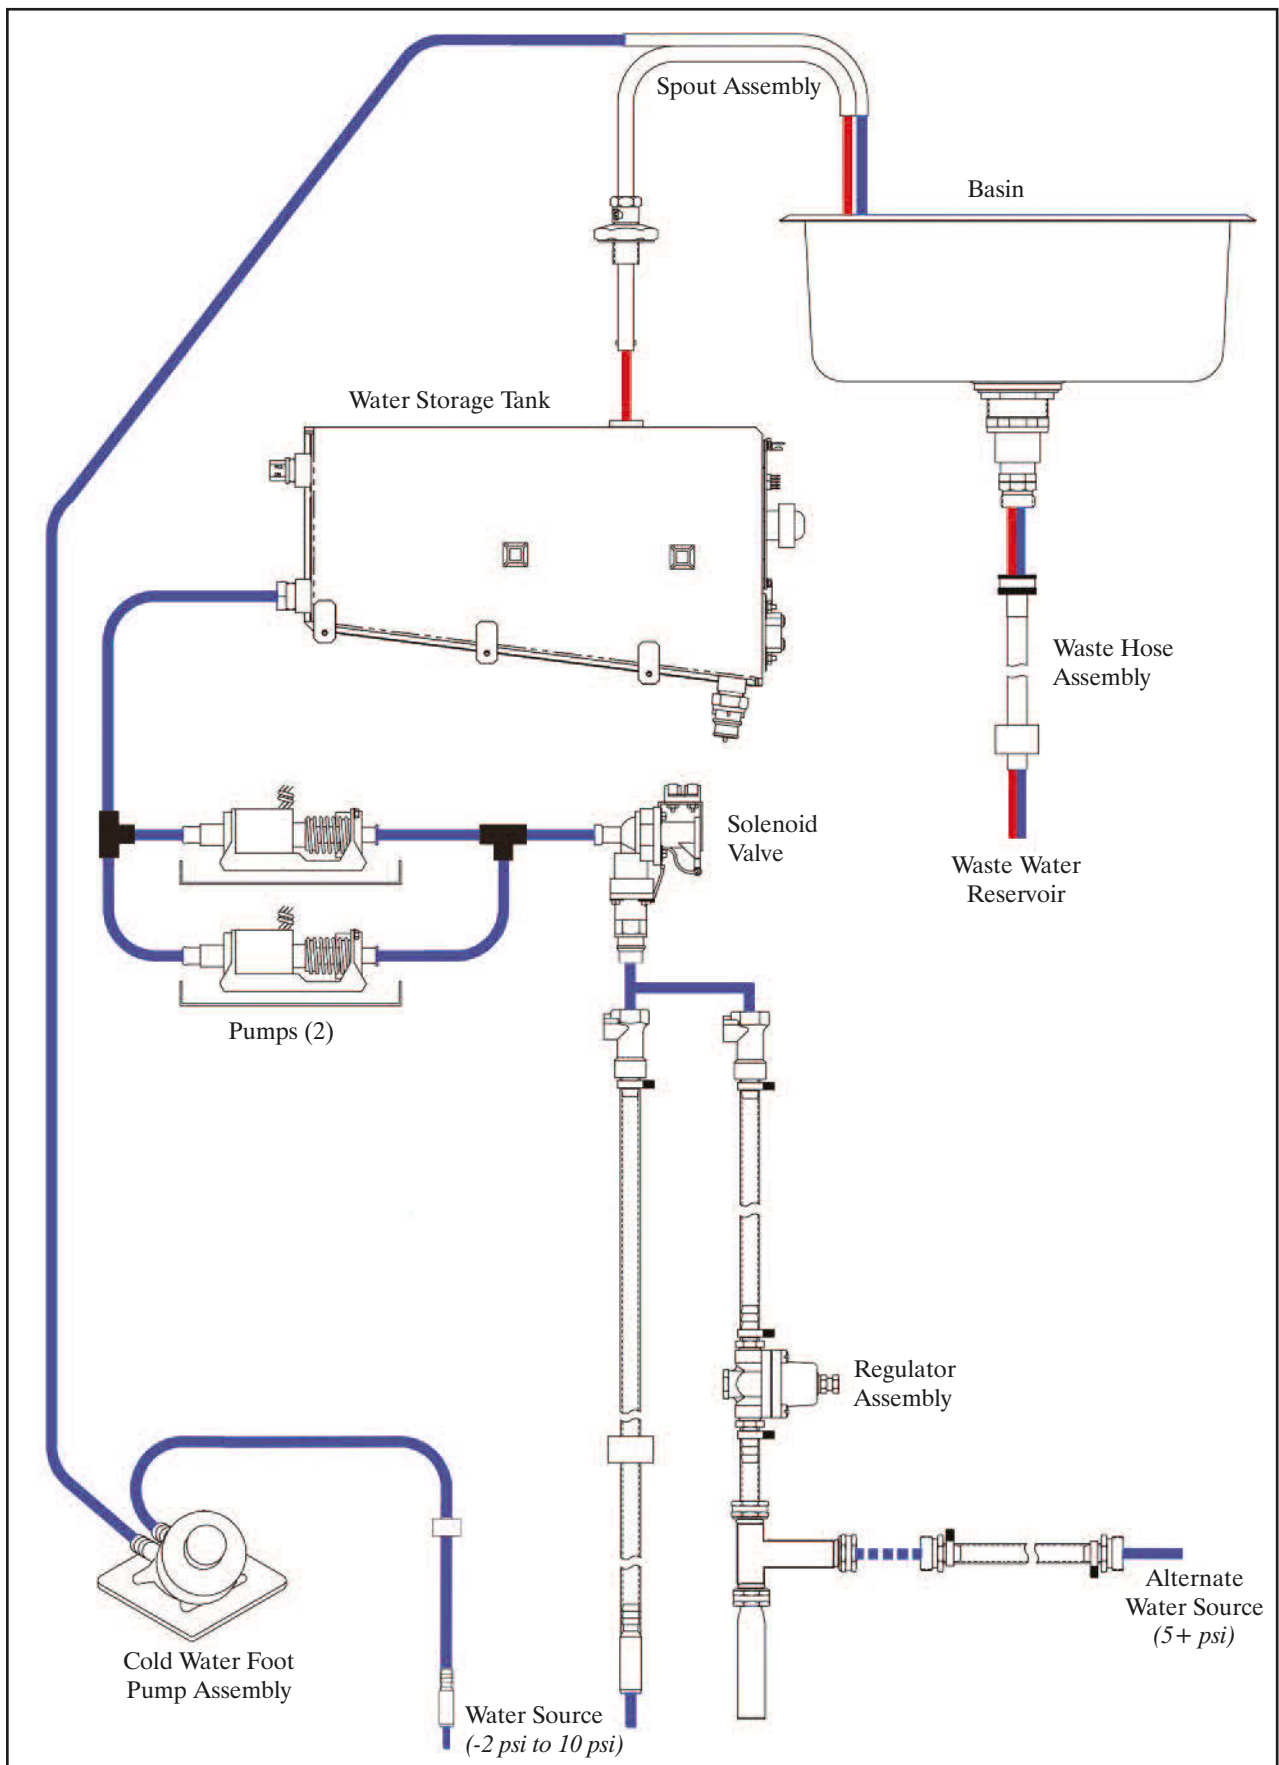 Spout Assembly
Basin
Water Storage Tank
Waste Hose
Assembly
Solenoid
Valve
Waste Water
Reservoir
Pumps (2)
Regulator
Assembly
Alternate
Water Source
(5+ psi)
Cold Water Foot
Pump Assembly
Water Source
(-2 psi to 10 psi)